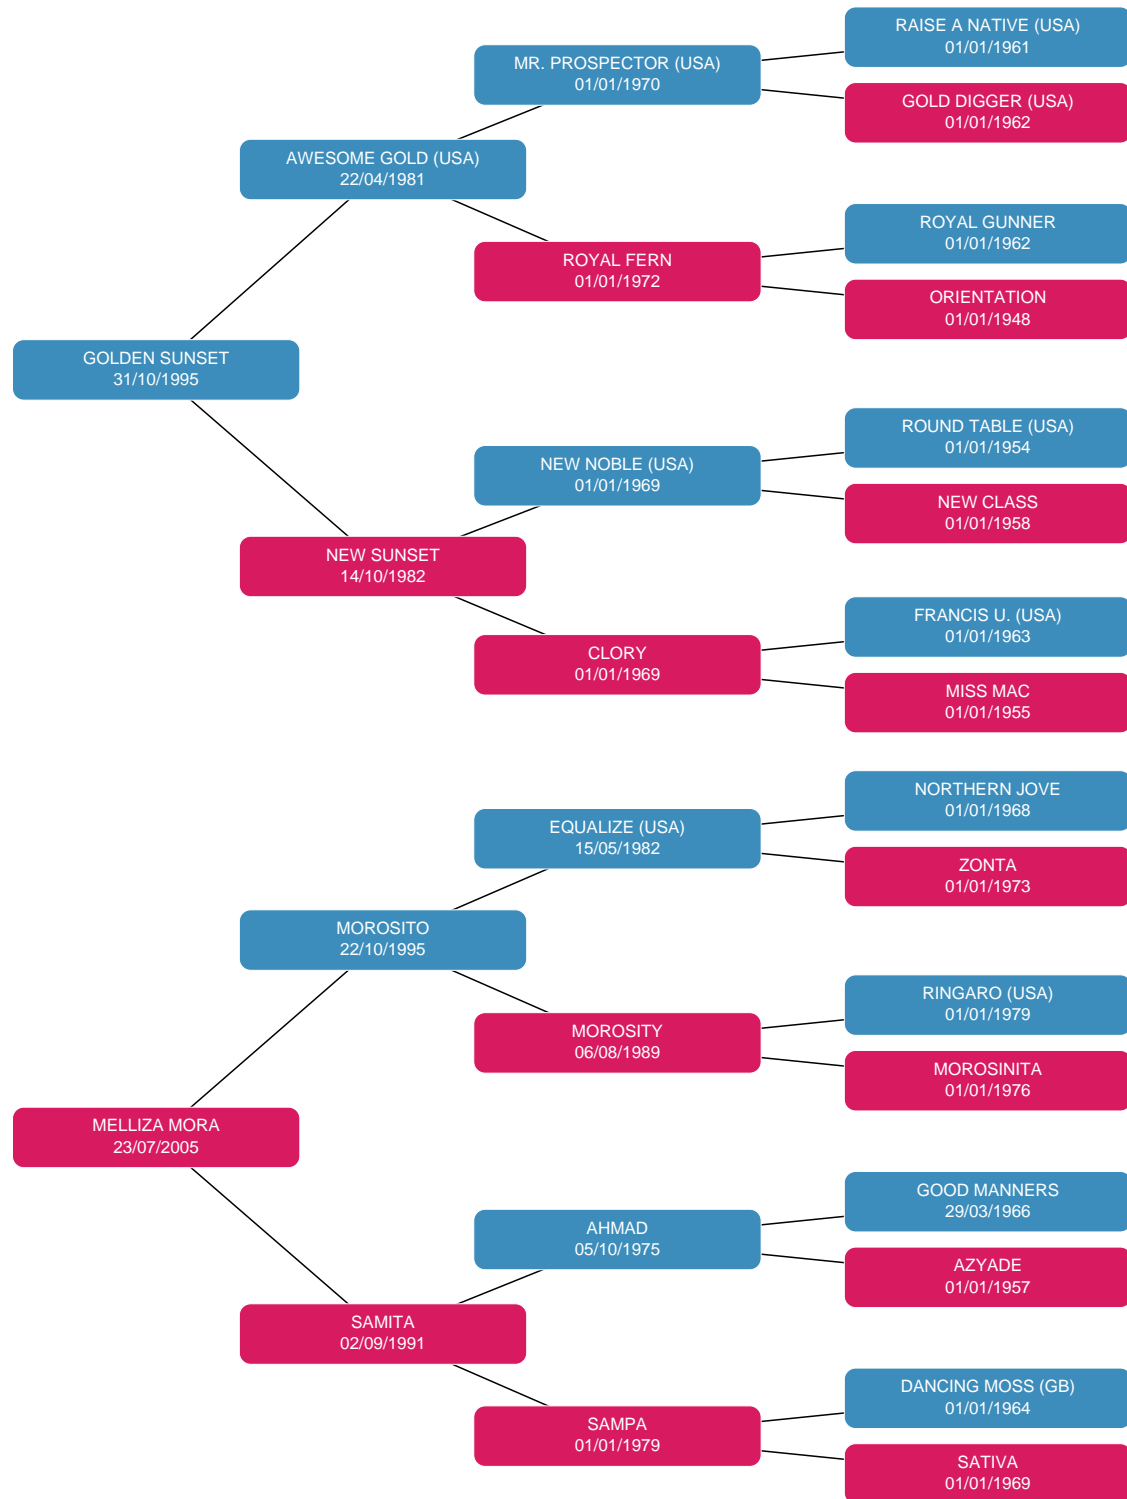 RAISE A NATIVE (USA)
01/01/1961
MR. PROSPECTOR (USA)
01/01/1970
GOLD DIGGER (USA)
01/01/1962
AWESOME GOLD (USA)
22/04/1981
ROYAL GUNNER
01/01/1962
ROYAL FERN
01/01/1972
ORIENTATION
01/01/1948
GOLDEN SUNSET
31/10/1995
ROUND TABLE (USA)
01/01/1954
NEW NOBLE (USA)
01/01/1969
NEW CLASS
01/01/1958
NEW SUNSET
14/10/1982
FRANCIS U. (USA)
01/01/1963
CLORY
01/01/1969
MISS MAC
01/01/1955
NORTHERN JOVE
01/01/1968
EQUALIZE (USA)
15/05/1982
ZONTA
01/01/1973
MOROSITO
22/10/1995
RINGARO (USA)
01/01/1979
MOROSITY
06/08/1989
MOROSINITA
01/01/1976
MELLIZA MORA
23/07/2005
GOOD MANNERS
29/03/1966
AHMAD
05/10/1975
AZYADE
01/01/1957
SAMITA
02/09/1991
DANCING MOSS (GB)
01/01/1964
SAMPA
01/01/1979
SATIVA
01/01/1969